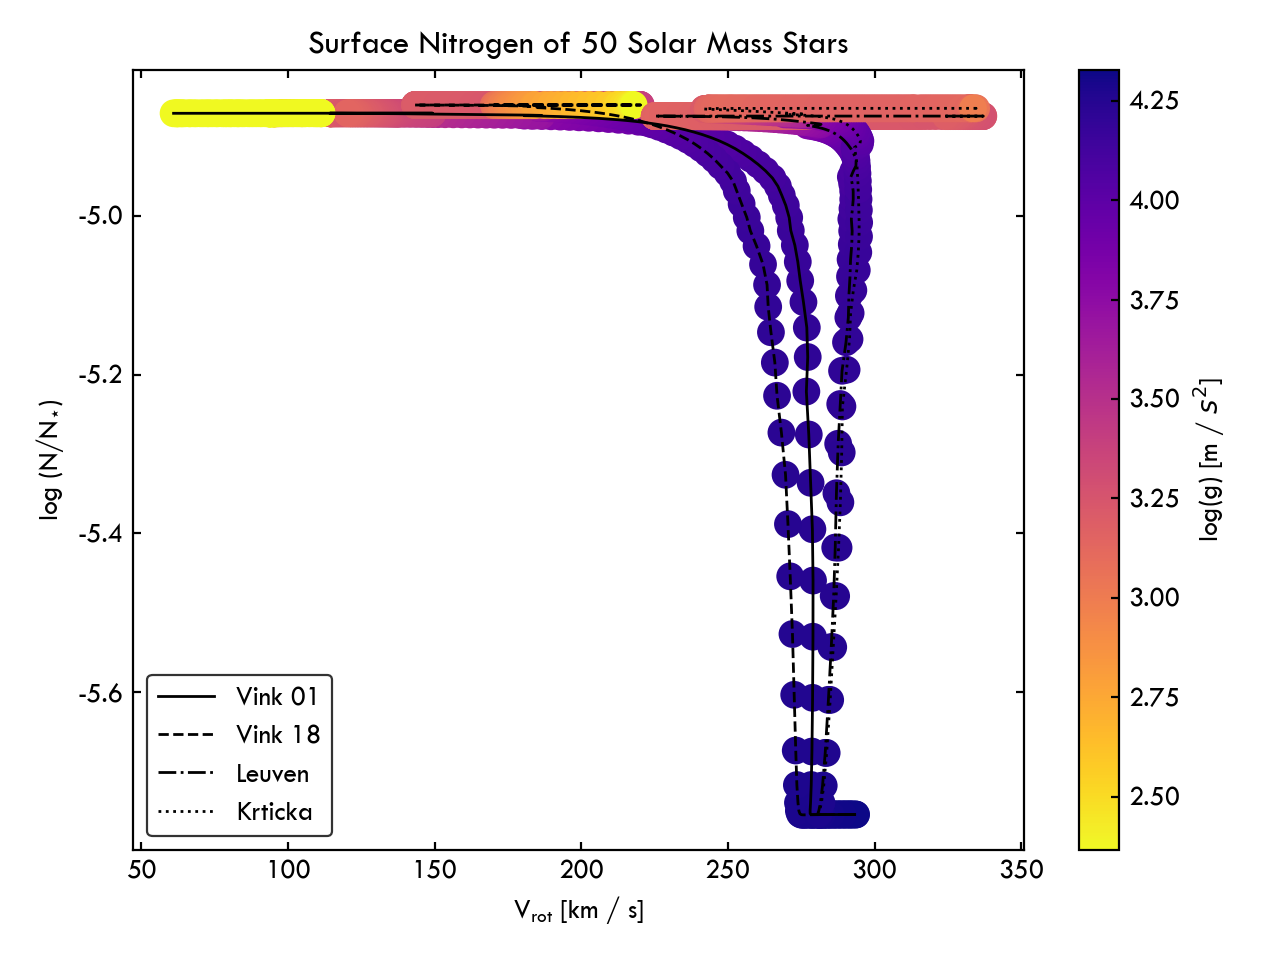 Surface Nitrogen of 50 Solar Mass Stars
log (N/N⋆)
-5.0
-5.2
-5.4
-5.6
Vink 01
Vink 18
Leuven
Krticka
50 100 150 200 250 300 350
V_rot [km / s]
4.25
4.00
3.75
3.50
3.25
3.00
2.75
2.50
log(g) [m / s²]